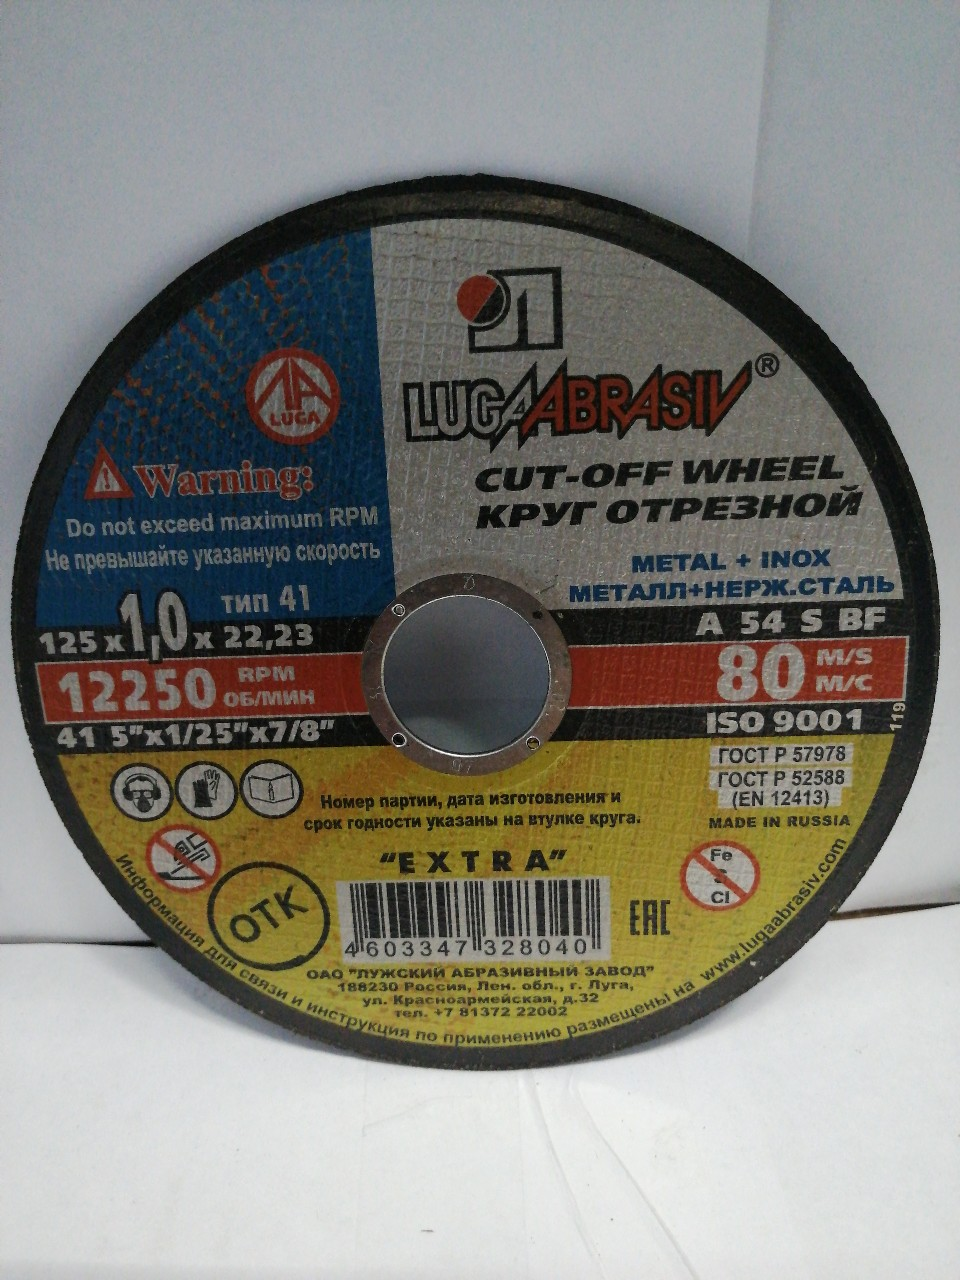 LUGA
LUGAABRASIV®
CUT-OFF WHEEL
КРУГ ОТРЕЗНОЙ
METAL + INOX
МЕТАЛЛ+НЕРЖ.СТАЛЬ
Warning:
Do not exceed maximum RPM
Не превышайте указанную скорость
тип 41
125 x 1,0 x 22,23
12250 RPM ОБ/МИН
41 5"x1/25"x7/8"
A 54 S BF
80 M/S М/С
ISO 9001
119
ГОСТ Р 57978
ГОСТ Р 52588
(EN 12413)
MADE IN RUSSIA
Номер партии, дата изготовления и
срок годности указаны на втулке круга.
"EXTRA"
Fe
S
Cl
ОТК
4603347328040
EAC
ОАО "ЛУЖСКИЙ АБРАЗИВНЫЙ ЗАВОД"
188230 Россия, Лен. обл., г. Луга,
ул. Красноармейская, д.32
тел. +7 81372 22002
Информация для связи и инструкция по применению размещены на www.lugaabrasiv.com